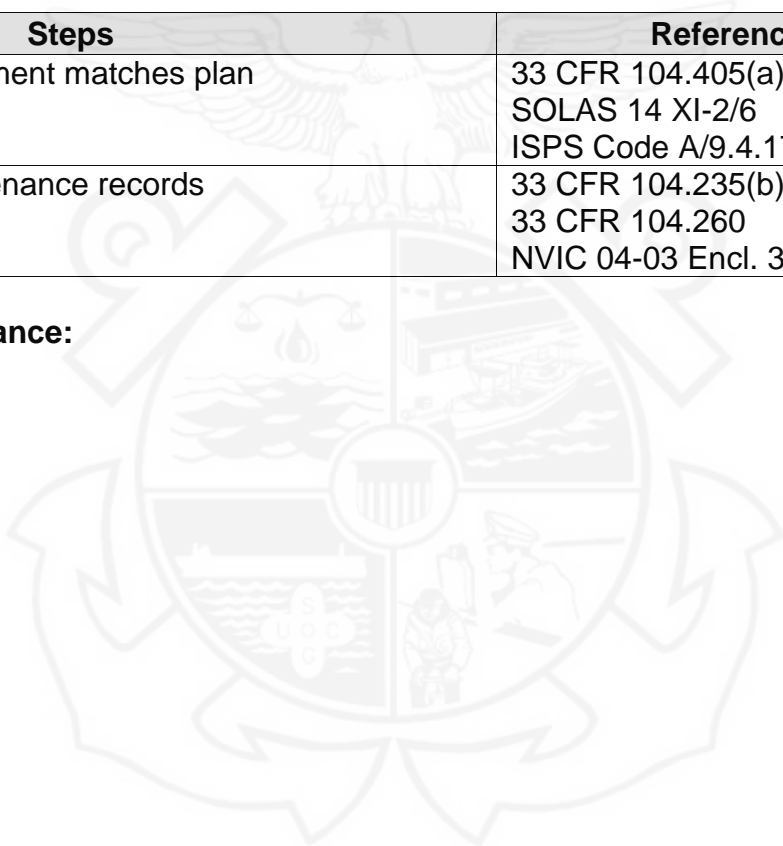 Steps Referenc
nent matches plan 33 CFR 104.405(a)
SOLAS 14 XI-2/6
ISPS Code A/9.4.1
enance records 33 CFR 104.235(b)
33 CFR 104.260
NVIC 04-03 Encl. 3
ance:
S
U O C
G